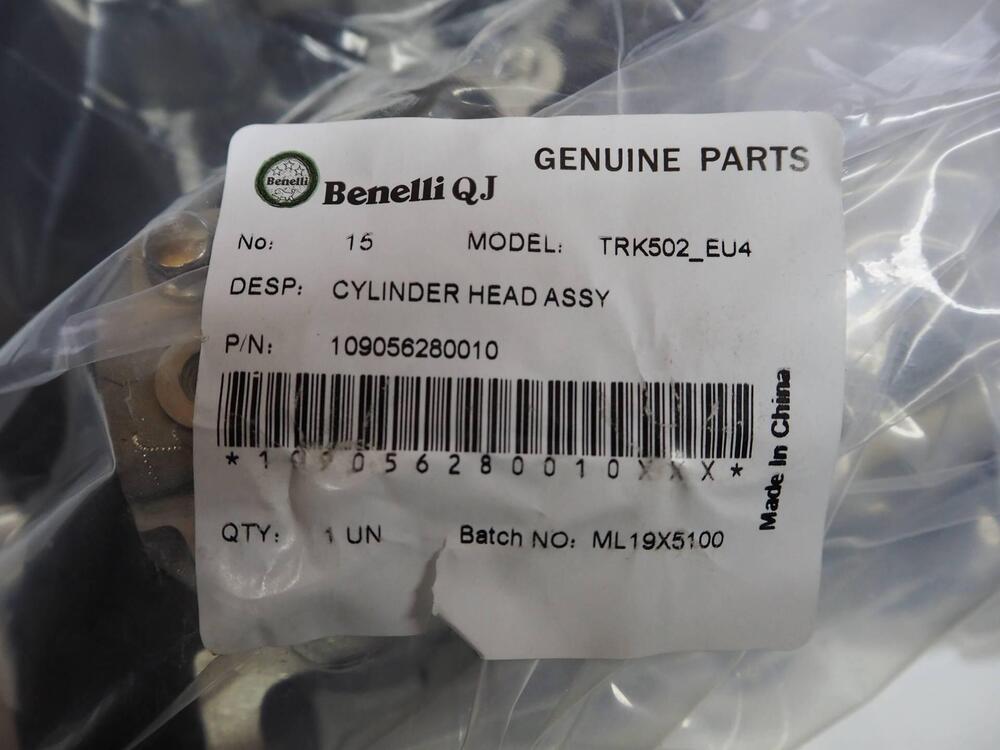 GENUINE PARTS
Benelli
Benelli QJ
No: 15 MODEL: TRK502_EU4
DESP: CYLINDER HEAD ASSY
P/N: 109056280010
*109056280010XXX*
Made In China
QTY: 1 UN Batch NO: ML19X5100